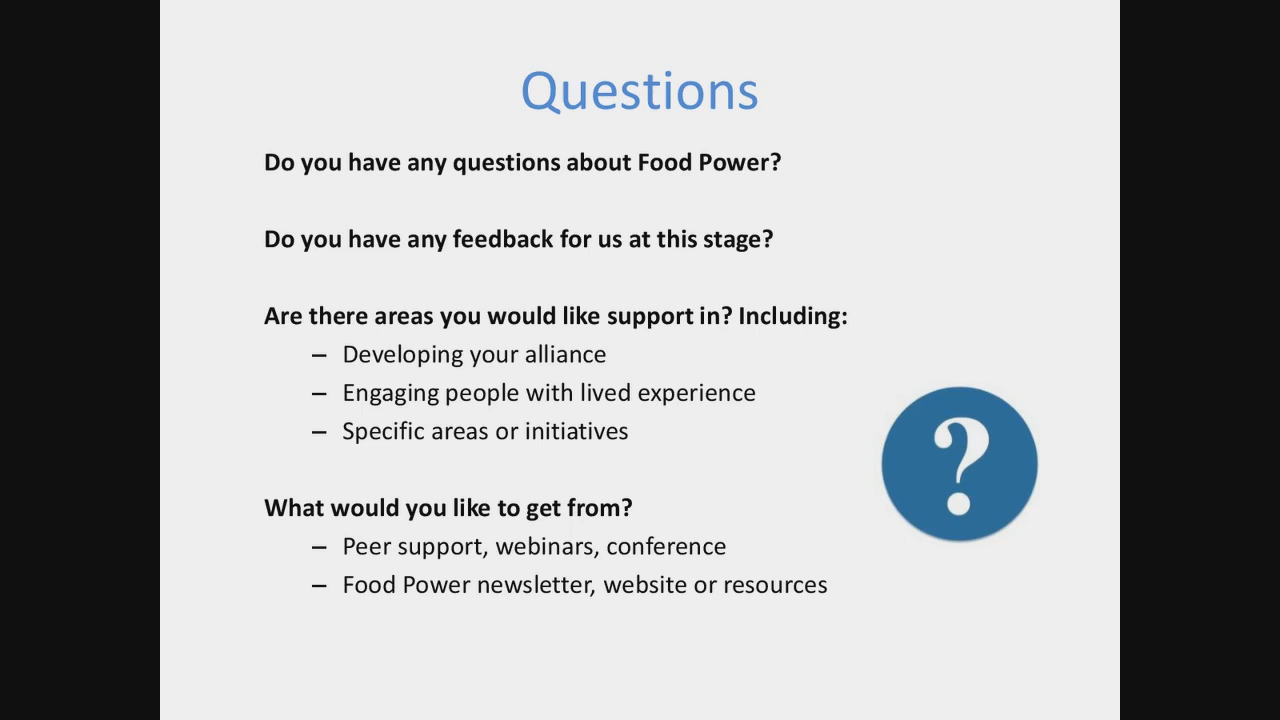 Questions
Do you have any questions about Food Power?
Do you have any feedback for us at this stage?
Are there areas you would like support in? Including:
– Developing your alliance
– Engaging people with lived experience
– Specific areas or initiatives
?
What would you like to get from?
– Peer support, webinars, conference
– Food Power newsletter, website or resources